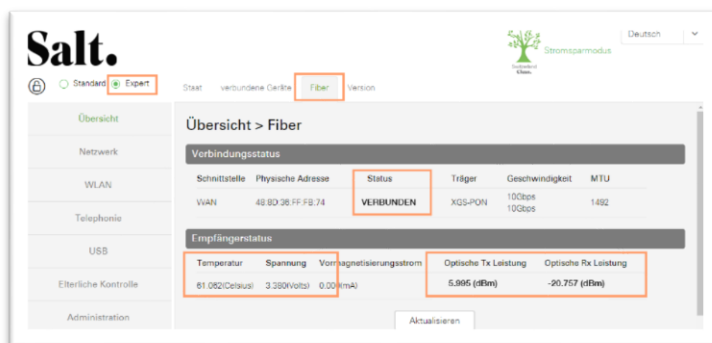 Salt.
Stromsparmodus
Deutsch
Standard Expert
Staat verbundene Geräte Fiber Version
Übersicht
Netzwerk
WLAN
Telephonie
USB
Elterliche Kontrolle
Administration
Übersicht > Fiber
Verbindungsstatus
Schnittstelle Physische Adresse Status Träger Geschwindigkeit MTU
WAN 48:8D:36:FF:FB:74 VERBUNDEN XGS-PON 10Gbps 1492
10Gbps
Empfängerstatus
Temperatur Spannung Vormagnetisierungsstrom Optische Tx Leistung Optische Rx Leistung
61.062(Celsius) 3.380(Volts) 0.000(mA) 5.995 (dBm) -20.757 (dBm)
Aktualisieren